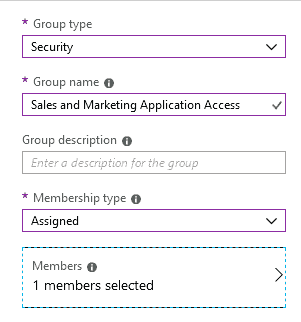 * Group type
Security
* Group name
Sales and Marketing Application Access
Group description
Enter a description for the group
* Membership type
Assigned
Members
1 members selected